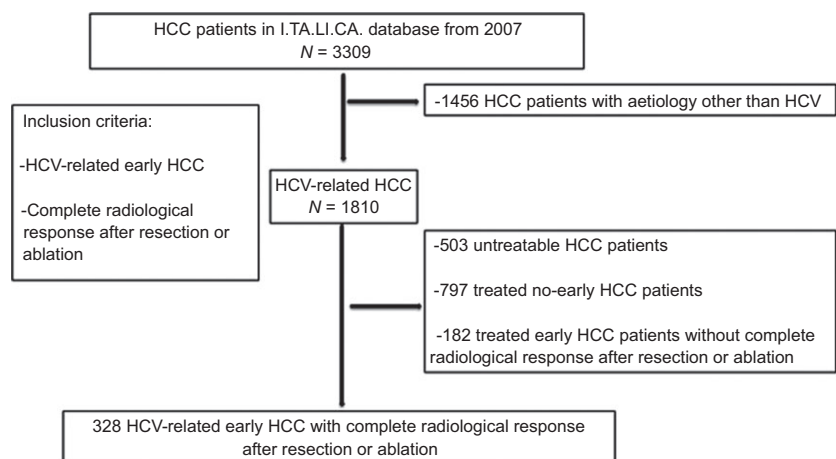 HCC patients in I.TA.LI.CA. database from 2007
N = 3309
-1456 HCC patients with aetiology other than HCV
Inclusion criteria:
-HCV-related early HCC
-Complete radiological
response after resection or
ablation
HCV-related HCC
N = 1810
-503 untreatable HCC patients
-797 treated no-early HCC patients
-182 treated early HCC patients without complete
radiological response after resection or ablation
328 HCV-related early HCC with complete radiological response
after resection or ablation